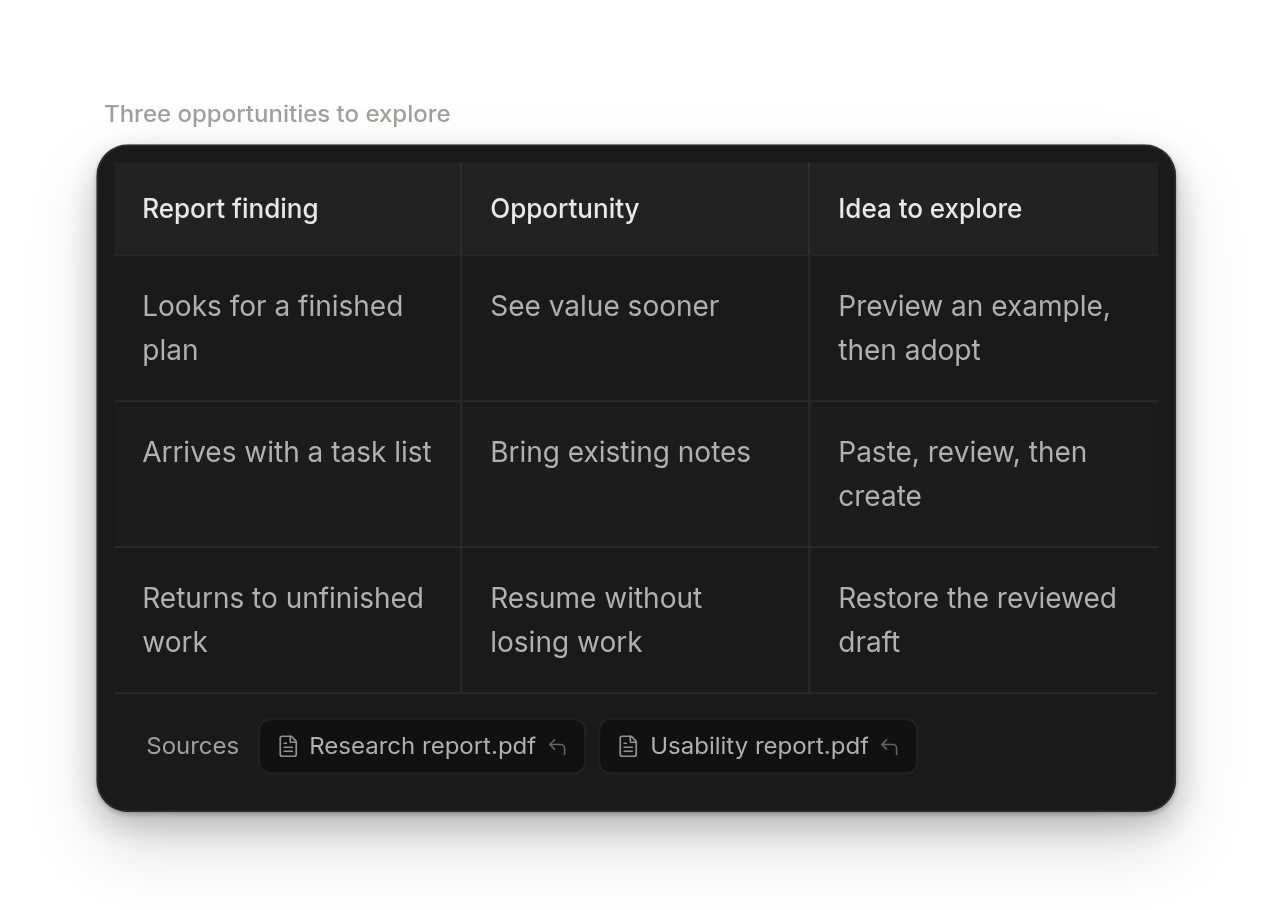 Three opportunities to explore
Report finding
Opportunity
Idea to explore
Looks for a finished
plan
See value sooner
Preview an example,
then adopt
Arrives with a task list
Bring existing notes
Paste, review, then
create
Returns to unfinished
work
Resume without
losing work
Restore the reviewed
draft
Sources
Research report.pdf
Usability report.pdf